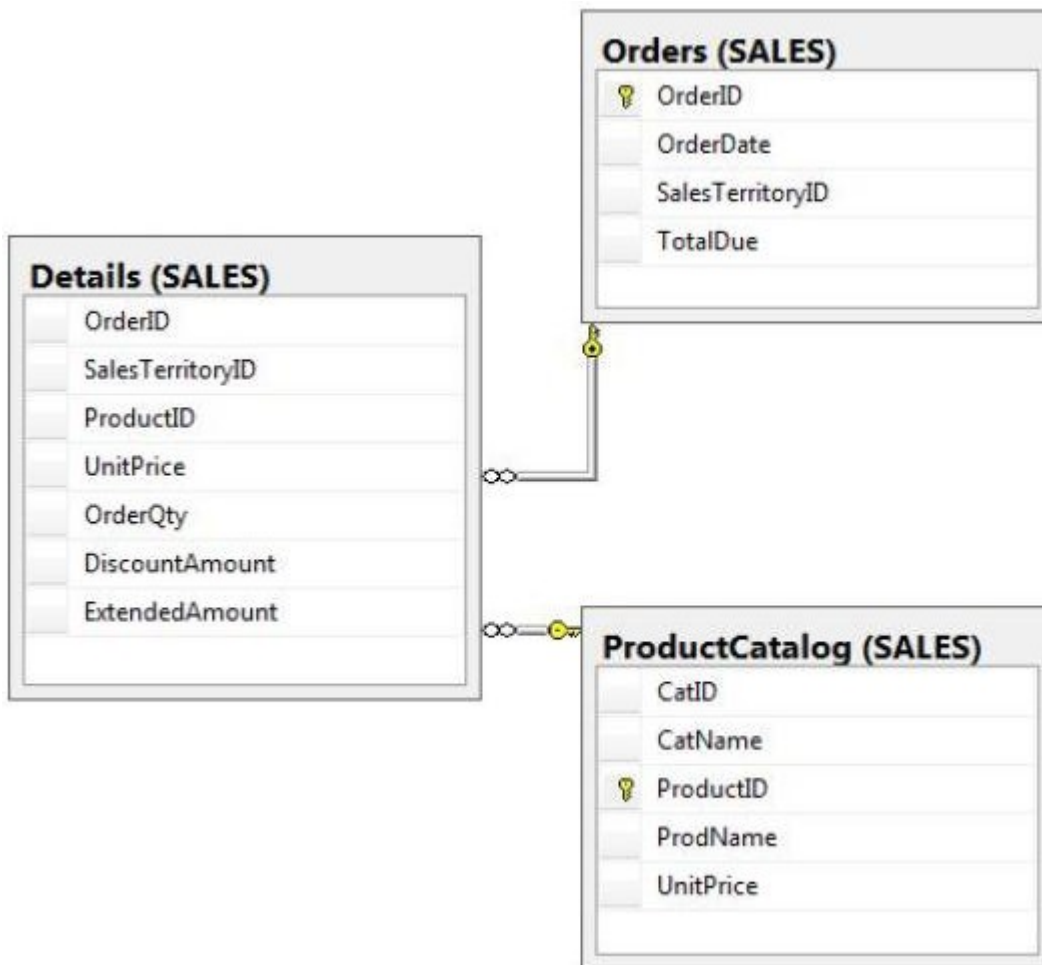 Orders (SALES)
OrderID
OrderDate
SalesTerritoryID
TotalDue
Details (SALES)
OrderID
SalesTerritoryID
ProductID
UnitPrice
OrderQty
DiscountAmount
ExtendedAmount
ProductCatalog (SALES)
CatID
CatName
ProductID
ProdName
UnitPrice